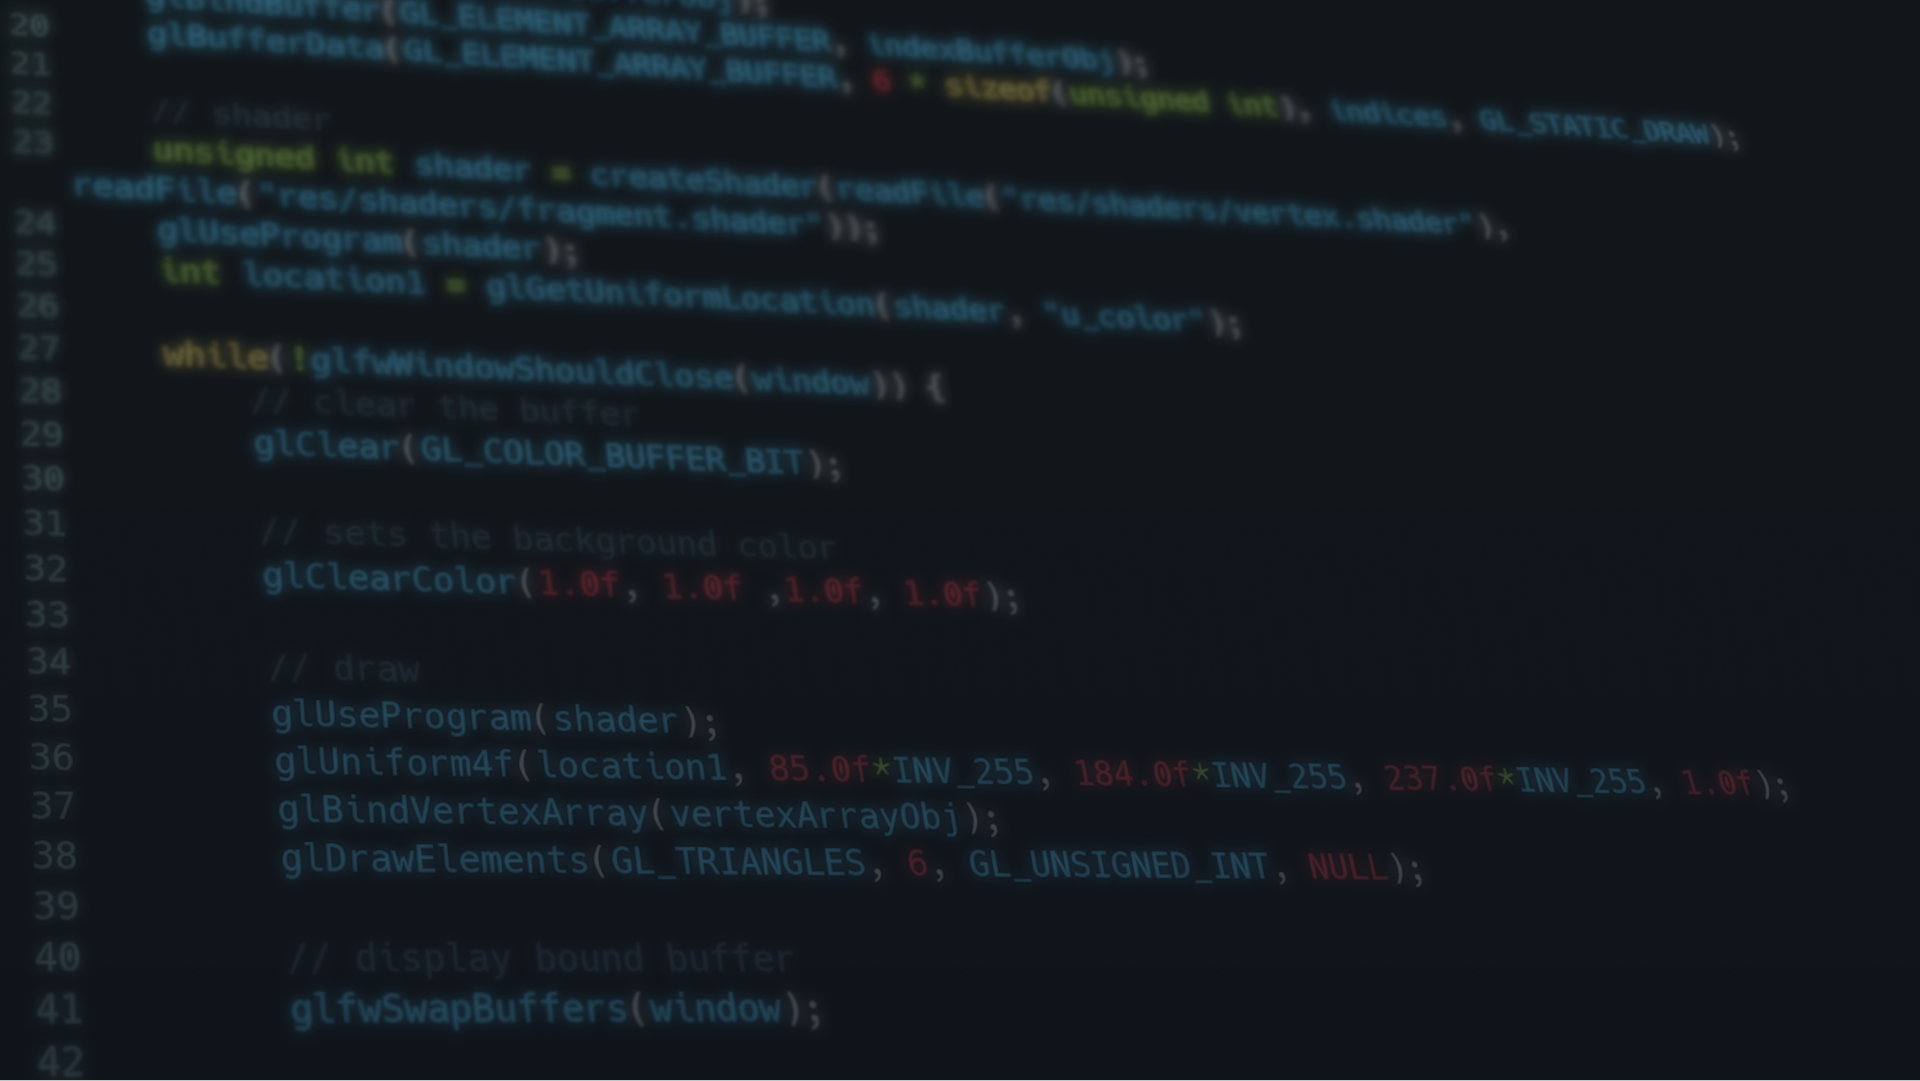 20
glBindBuffer(GL_ELEMENT_ARRAY_BUFFER, indexBufferObj);
21
glBufferData(GL_ELEMENT_ARRAY_BUFFER, 6 * sizeof(unsigned int), indices, GL_STATIC_DRAW);
22
// shader
23
unsigned int shader = createShader(readFile("res/shaders/vertex.shader"),
readFile("res/shaders/fragment.shader"));
24
glUseProgram(shader);
25
int location1 = glGetUniformLocation(shader, "u_color");
26
27
while(!glfwWindowShouldClose(window)) {
28
// clear the buffer
29
glClear(GL_COLOR_BUFFER_BIT);
30
31
// sets the background color
32
glClearColor(1.0f, 1.0f ,1.0f, 1.0f);
33
34
// draw
35
glUseProgram(shader);
36
glUniform4f(location1, 85.0f*INV_255, 184.0f*INV_255, 237.0f*INV_255, 1.0f);
37
glBindVertexArray(vertexArrayObj);
38
glDrawElements(GL_TRIANGLES, 6, GL_UNSIGNED_INT, NULL);
39
40
// display bound buffer
41
glfwSwapBuffers(window);
42